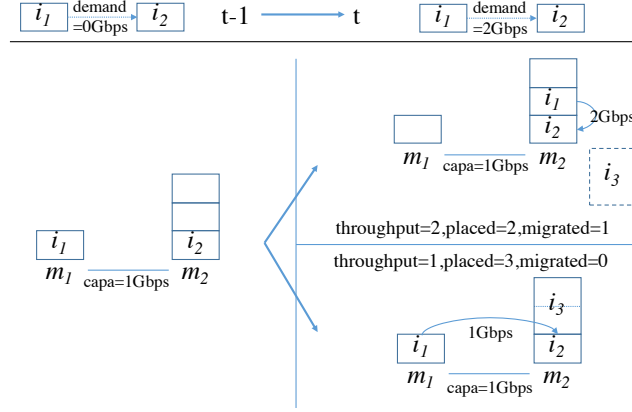 i1 demand =0Gbps i2 t-1 t i1 demand =2Gbps i2
i1
i2 2Gbps
m1 capa=1Gbps m2
i3
throughput=2,placed=2,migrated=1
i1 i2
m1 capa=1Gbps m2
throughput=1,placed=3,migrated=0
i3
i1 1Gbps i2
m1 capa=1Gbps m2